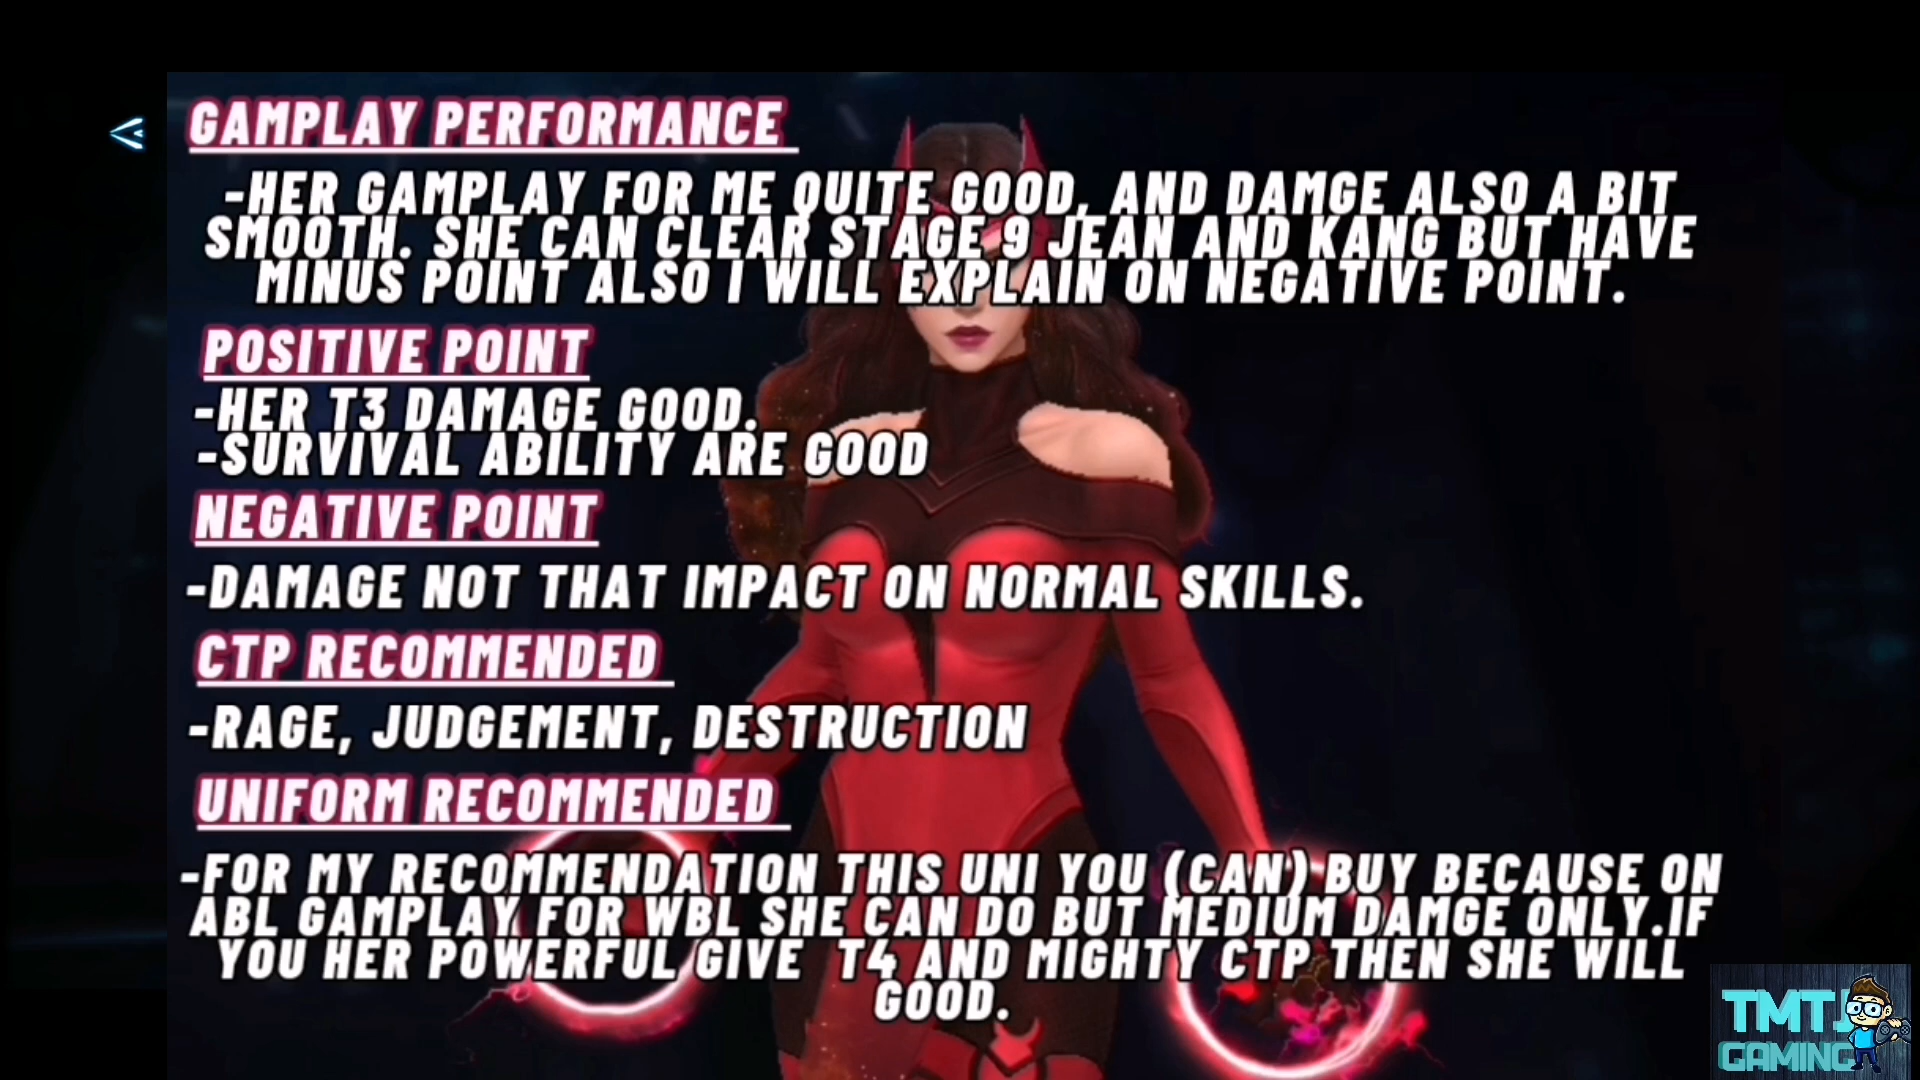 GAMPLAY PERFORMANCE
-HER GAMPLAY FOR ME QUITE GOOD, AND DAMGE ALSO A BIT
SMOOTH. SHE CAN CLEAR STAGE 9 JEAN AND KANG BUT HAVE
MINUS POINT ALSO I WILL EXPLAIN ON NEGATIVE POINT.
POSITIVE POINT
-HER T3 DAMAGE GOOD.
-SURVIVAL ABILITY ARE GOOD
NEGATIVE POINT
-DAMAGE NOT THAT IMPACT ON NORMAL SKILLS.
CTP RECOMMENDED
-RAGE, JUDGEMENT, DESTRUCTION
UNIFORM RECOMMENDED
-FOR MY RECOMMENDATION THIS UNI YOU (CAN) BUY BECAUSE ON
ABL GAMPLAY FOR WBL SHE CAN DO BUT MEDIUM DAMGE ONLY.IF
YOU HER POWERFUL GIVE T4 AND MIGHTY CTP THEN SHE WILL
GOOD.
TMTJ
GAMING